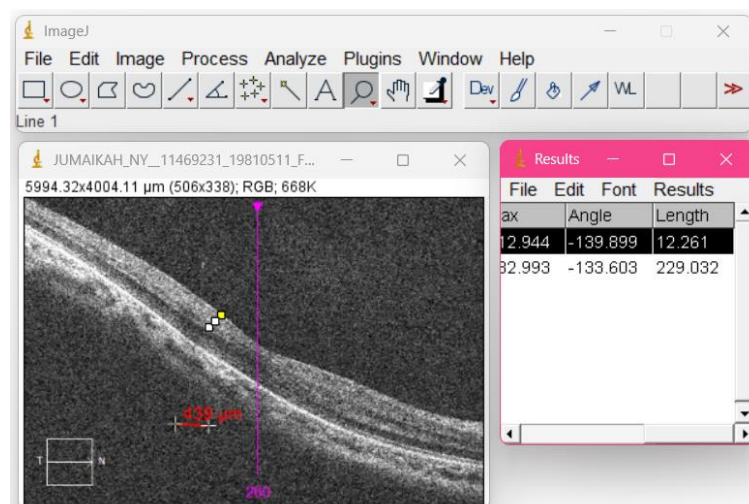 ImageJ
File Edit Image Process Analyze Plugins Window Help
Dev
Line 1
JUMAIKAH_NY__11469231_19810511_F...
5994.32x4004.11 µm (506x338); RGB; 668K
439 µm
T N
260
Results
File Edit Font Results
ax Angle Length
12.944 -139.899 12.261
32.993 -133.603 229.032